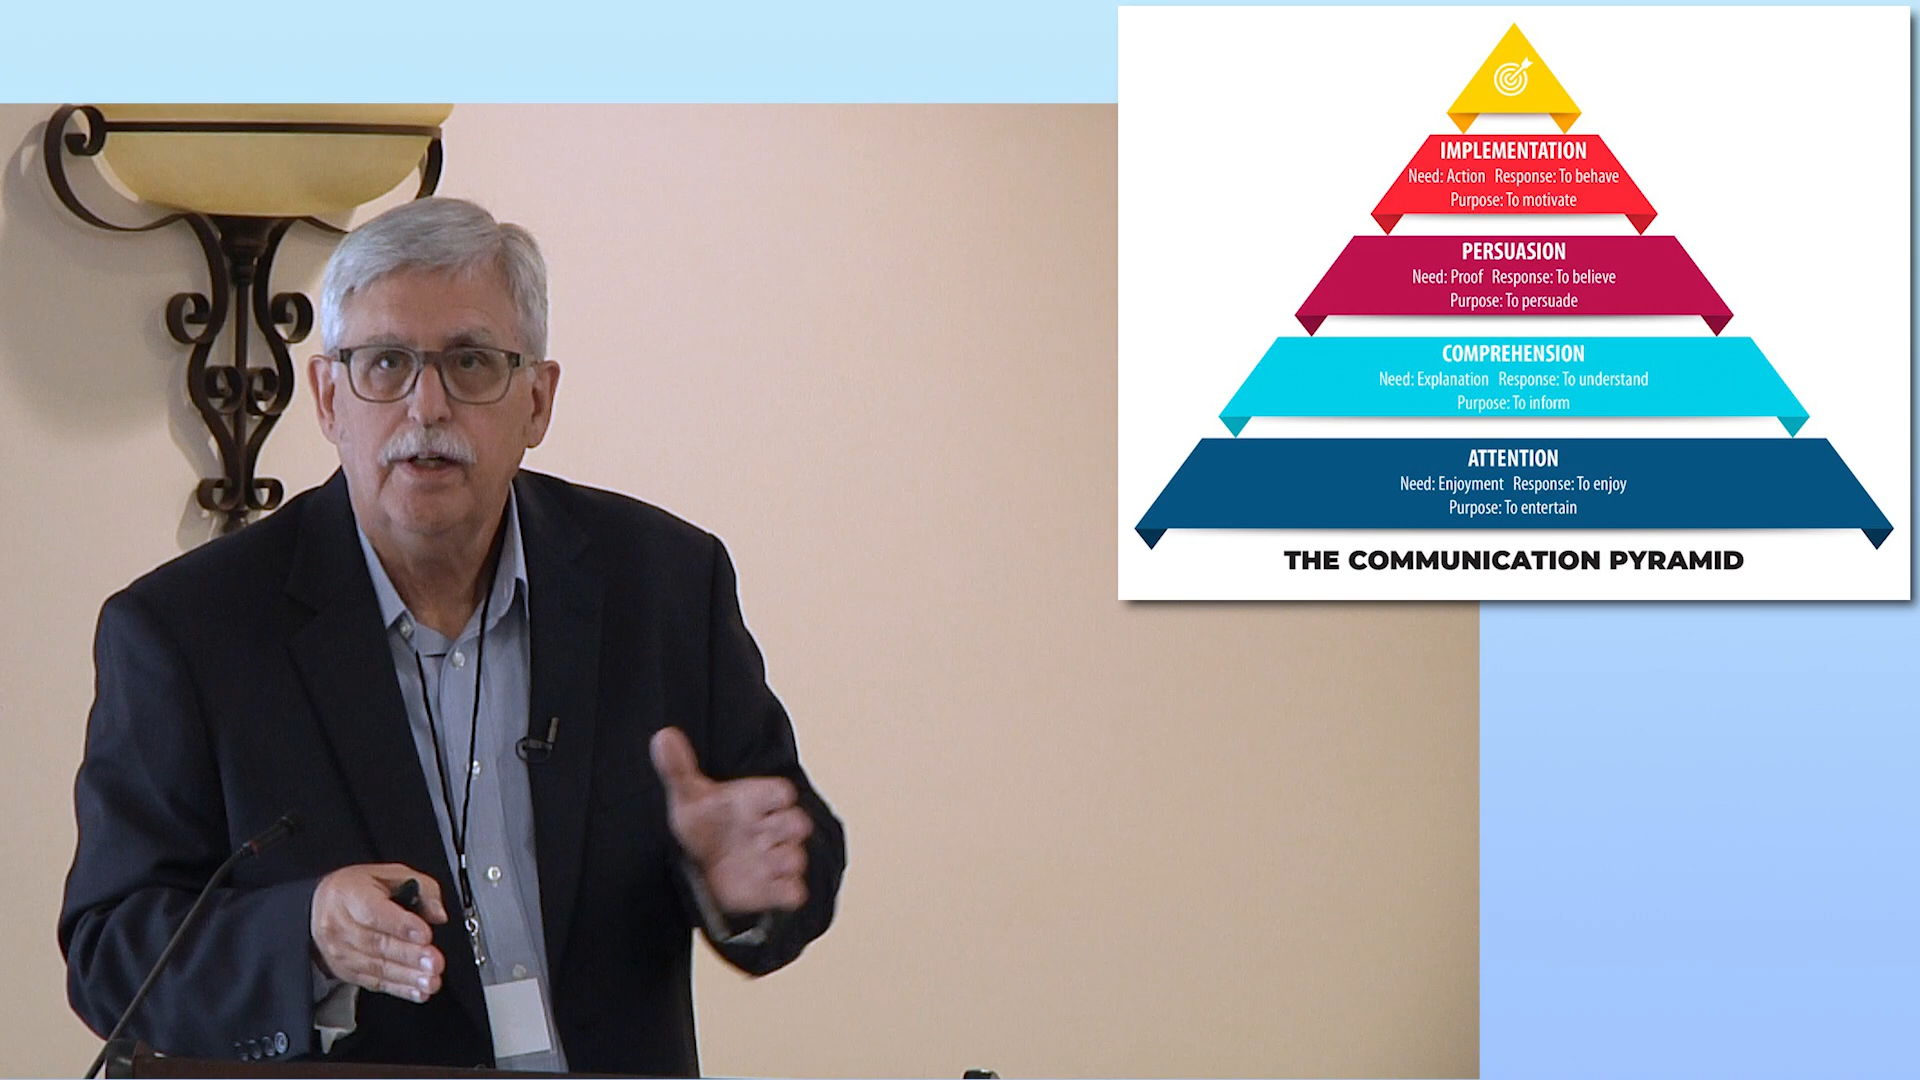 IMPLEMENTATION
Need: Action Response: To behave
Purpose: To motivate
PERSUASION
Need: Proof Response: To believe
Purpose: To persuade
COMPREHENSION
Need: Explanation Response: To understand
Purpose: To inform
ATTENTION
Need: Enjoyment Response: To enjoy
Purpose: To entertain
THE COMMUNICATION PYRAMID